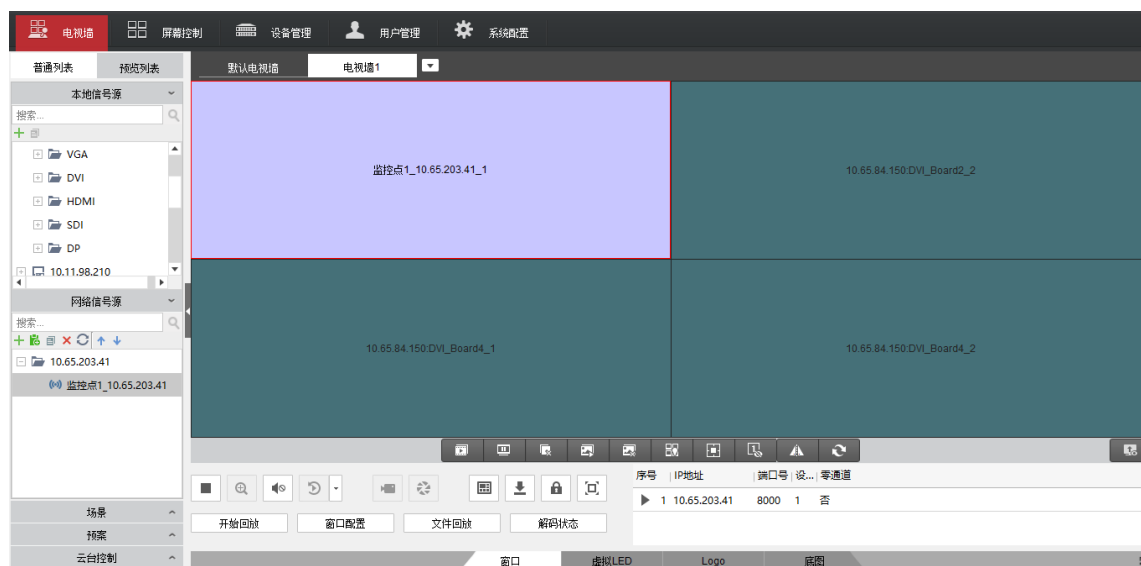 电视墙 屏幕控制 设备管理 用户管理 系统配置
普通列表 预览列表 默认电视墙 电视墙1
本地信号源
搜索...
VGA
DVI
HDMI
SDI
DP
10.11.98.210
网络信号源
搜索...
10.65.203.41
监控点1_10.65.203.41
场景
预案
云台控制
监控点1_10.65.203.41_1
10.65.84.150:DVI_Board2_2
10.65.84.150:DVI_Board4_1
10.65.84.150:DVI_Board4_2
开始回放 窗口配置 文件回放 解码状态
序号 IP地址 端口号 设... 零通道
1 10.65.203.41 8000 1 否
窗口 虚拟LED Logo 底图